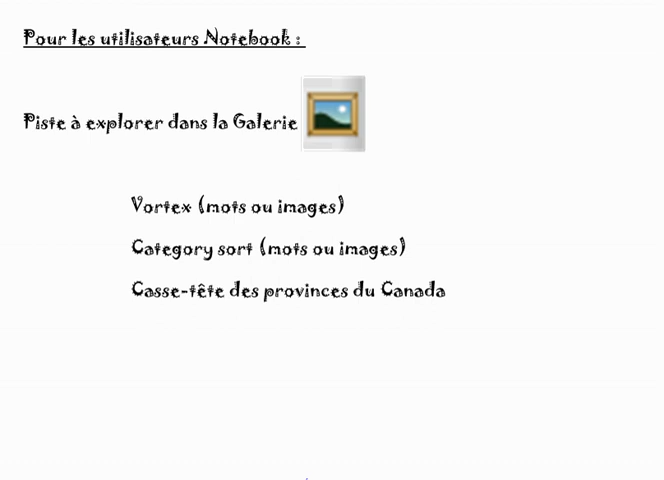 Pour les utilisateurs Notebook :
Piste à explorer dans la Galerie
Vortex (mots ou images)
Category sort (mots ou images)
Casse-tête des provinces du Canada